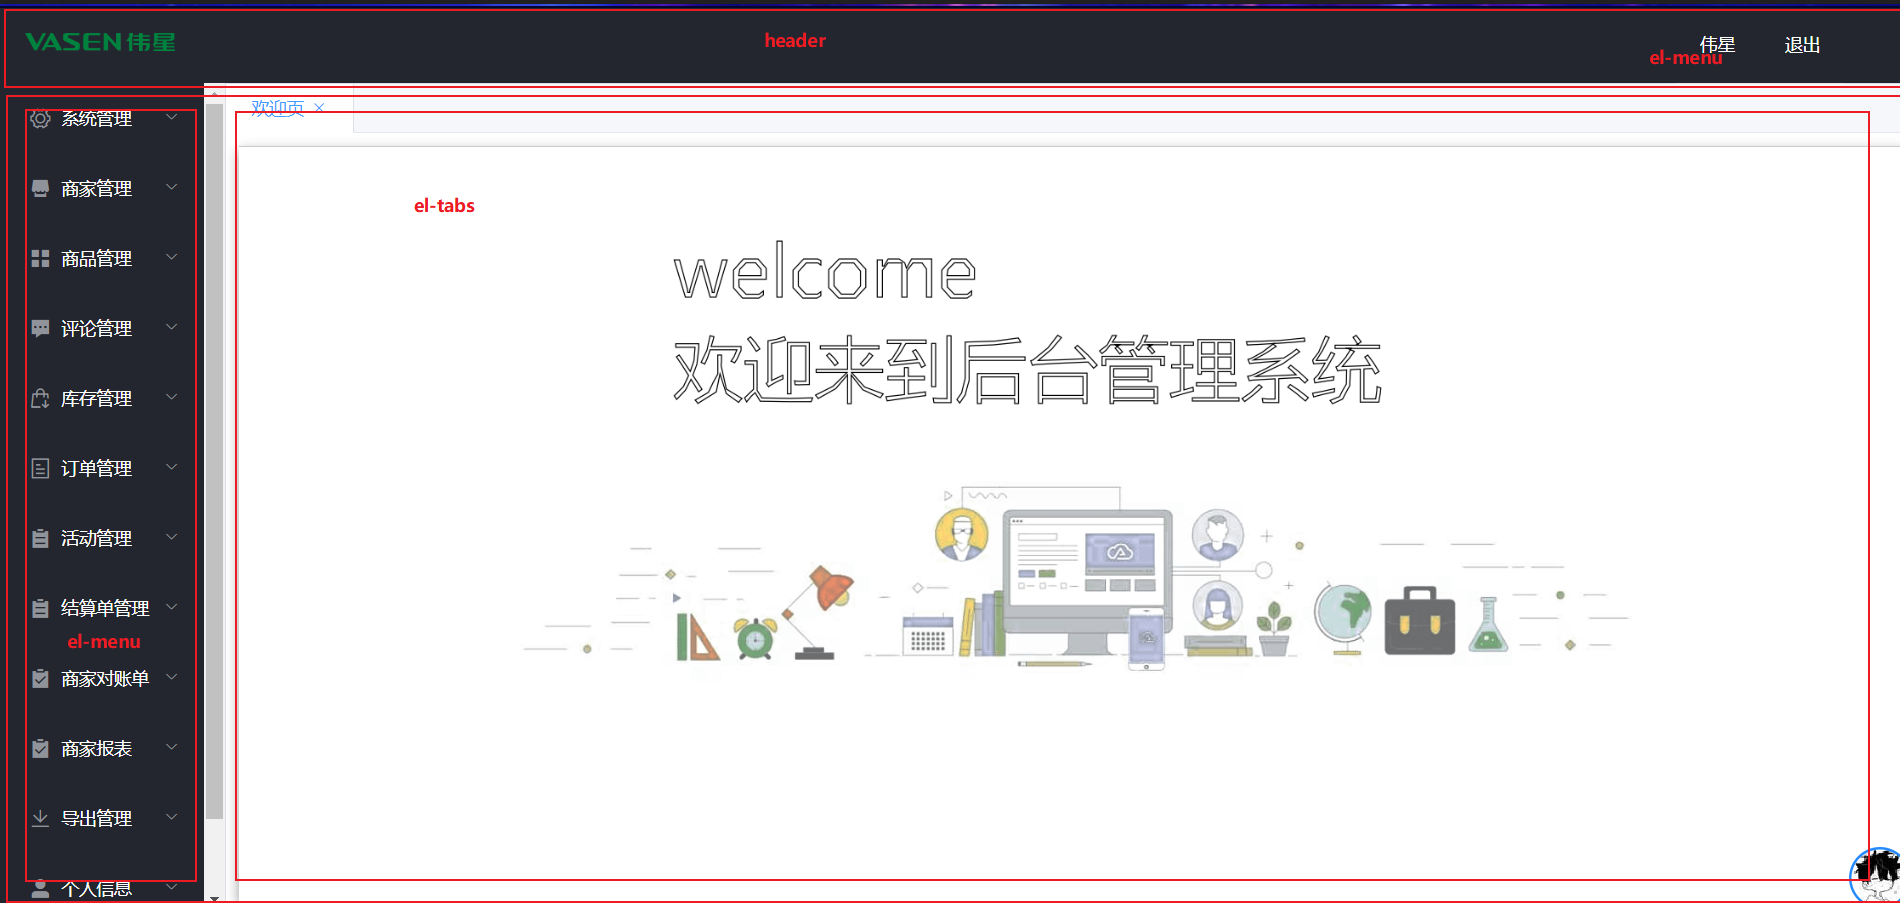 VASEN 伟星
header
伟星
退出
el-menu
系统管理
商家管理
商品管理
评论管理
库存管理
订单管理
活动管理
结算单管理
el-menu
商家对账单
商家报表
导出管理
个人信息
欢迎页
el-tabs
welcome
欢迎来到后台管理系统